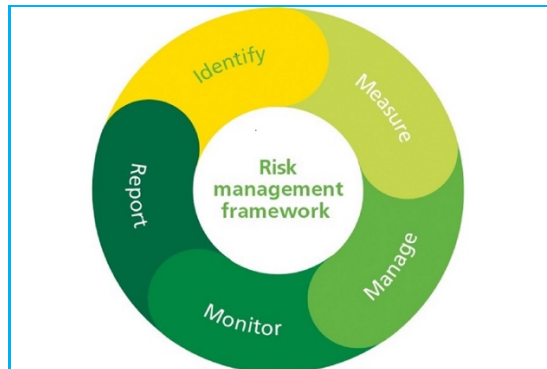 Identify
Measure
Manage
Monitor
Report
Risk
management
framework